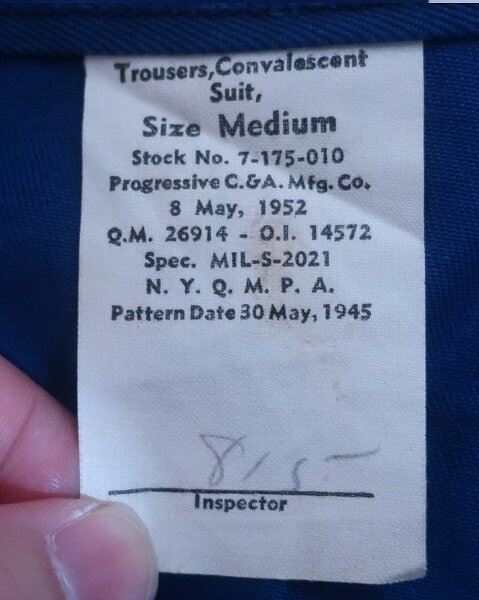 Trousers,Convalescent
Suit,
Size Medium
Stock No. 7-175-010
Progressive C.&A. Mfg. Co.
8 May, 1952
Q.M. 26914 - O.I. 14572
Spec. MIL-S-2021
N. Y. Q. M. P. A.
Pattern Date 30 May, 1945
Inspector